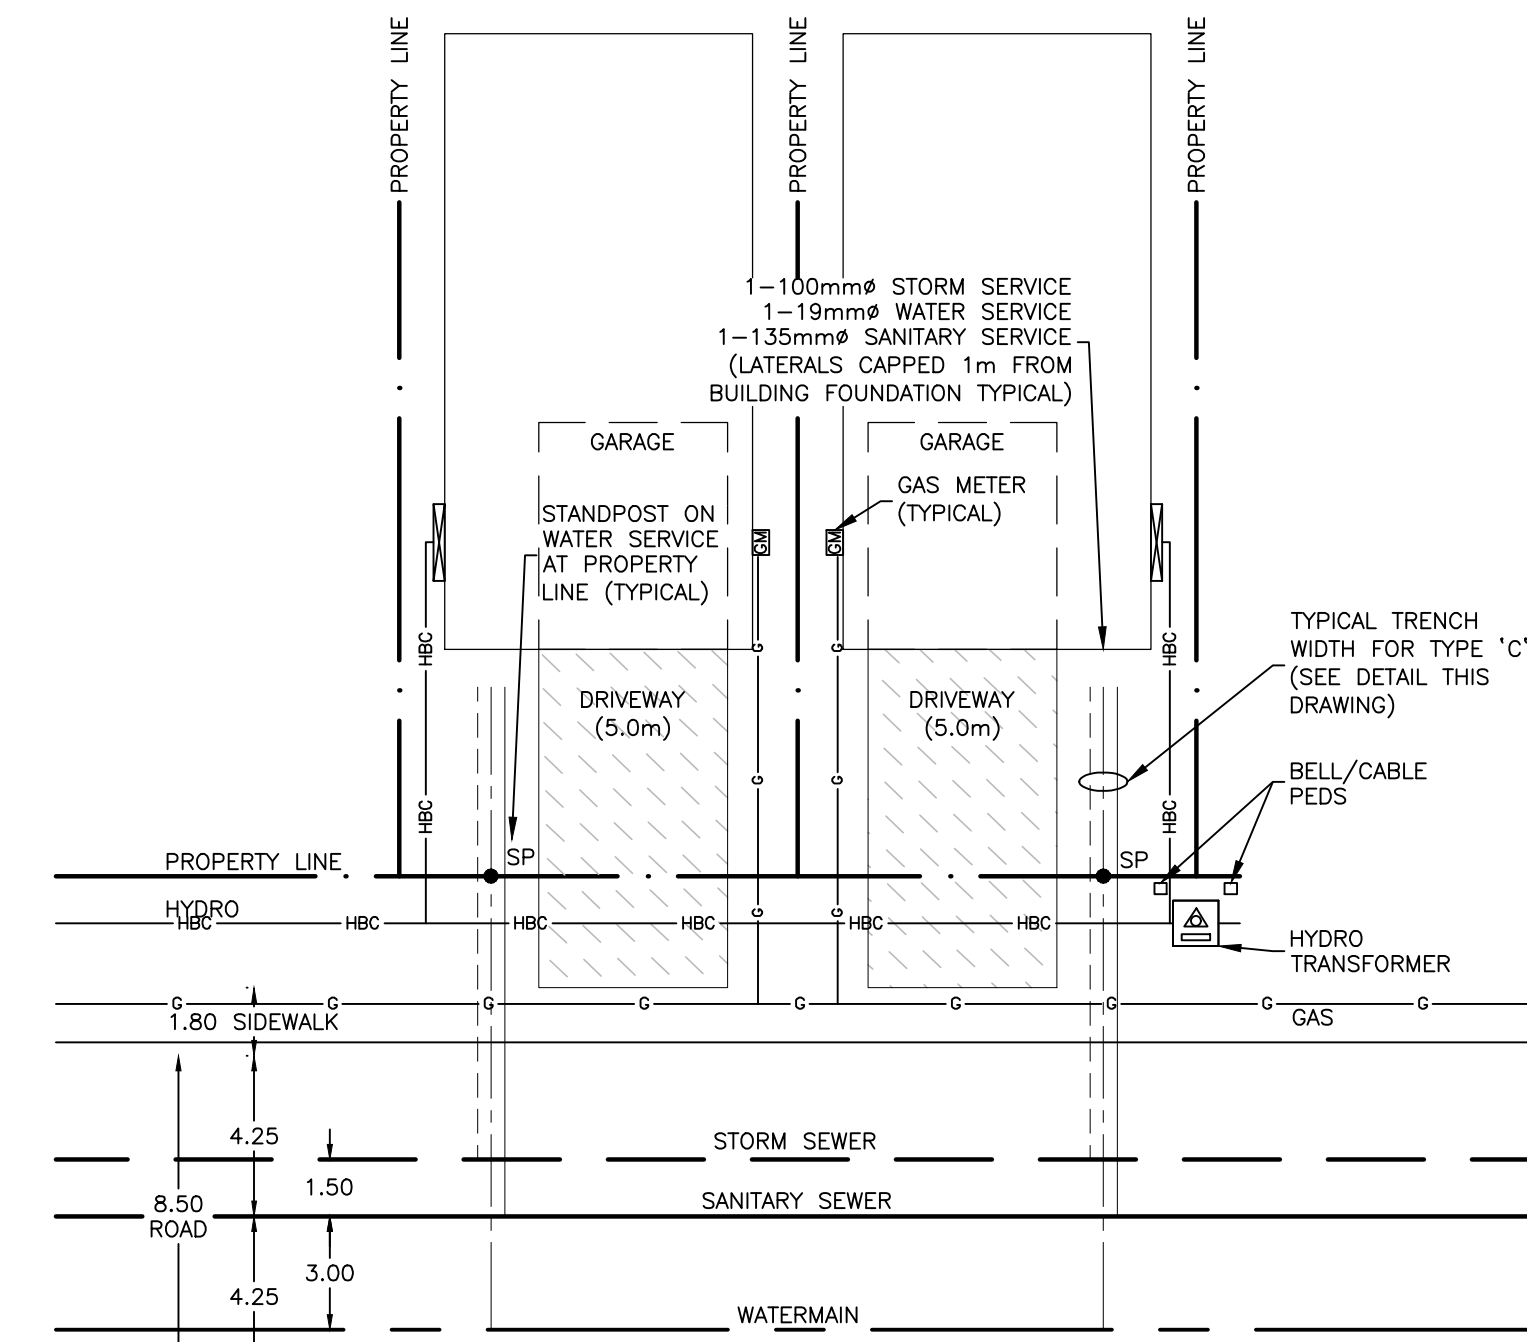 PROPERTY LINE
PROPERTY LINE
PROPERTY LINE
1-100mmø STORM SERVICE
1-19mmø WATER SERVICE
1-135mmø SANITARY SERVICE
(LATERALS CAPPED 1m FROM
BUILDING FOUNDATION TYPICAL)
GARAGE
GARAGE
GAS METER
(TYPICAL)
STANDPOST ON
WATER SERVICE
AT PROPERTY
LINE (TYPICAL)
GM
GM
TYPICAL TRENCH
WIDTH FOR TYPE 'C'
(SEE DETAIL THIS
DRAWING)
HBC
G
G
HBC
DRIVEWAY
(5.0m)
DRIVEWAY
(5.0m)
BELL/CABLE
PEDS
G
G
HBC
HBC
PROPERTY LINE
SP
SP
HYDRO
G
G
HBC
HBC
HBC
HBC
HBC
HBC
HYDRO
TRANSFORMER
G
G
G
G
G
G
G
G
G
1.80 SIDEWALK
GAS
4.25
STORM SEWER
1.50
8.50
ROAD
SANITARY SEWER
3.00
4.25
WATERMAIN